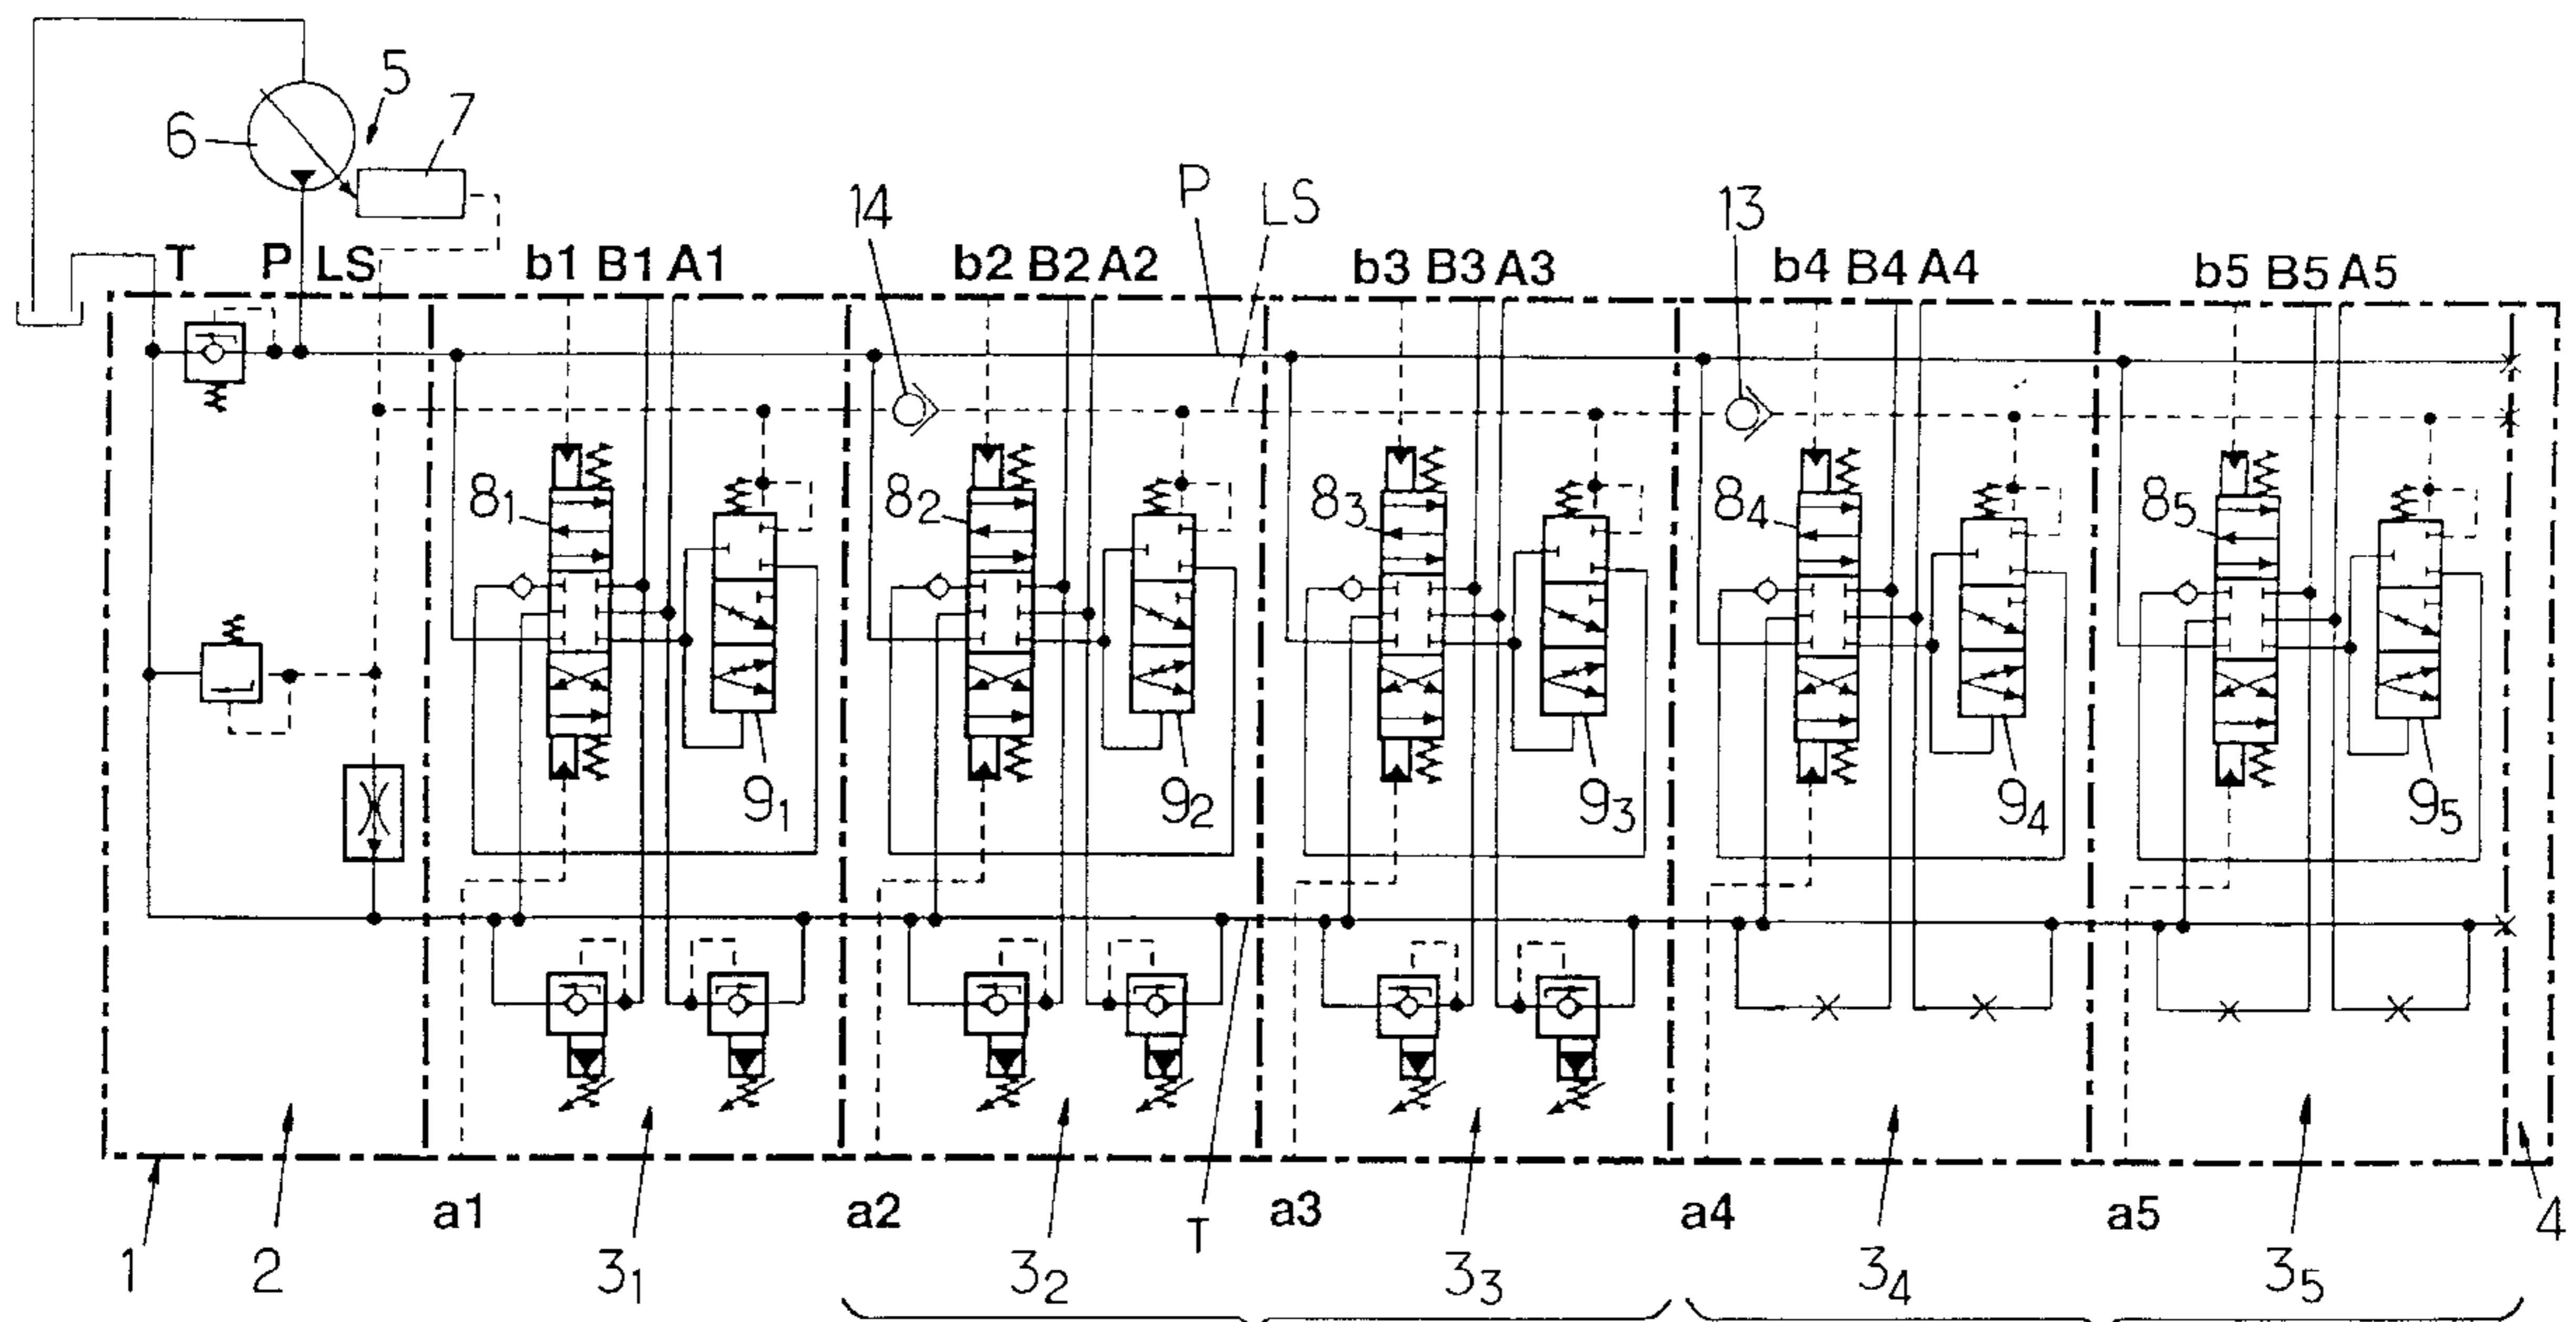 5
6
7
14
P
LS
13
T P LS
b1 B1 A1
b2 B2 A2
b3 B3 A3
b4 B4 A4
b5 B5 A5
8₁
8₂
8₃
8₄
8₅
9₁
9₂
9₃
9₄
9₅
a1
a2
T
a3
a4
a5
4
1
2
3₁
3₂
3₃
3₄
3₅